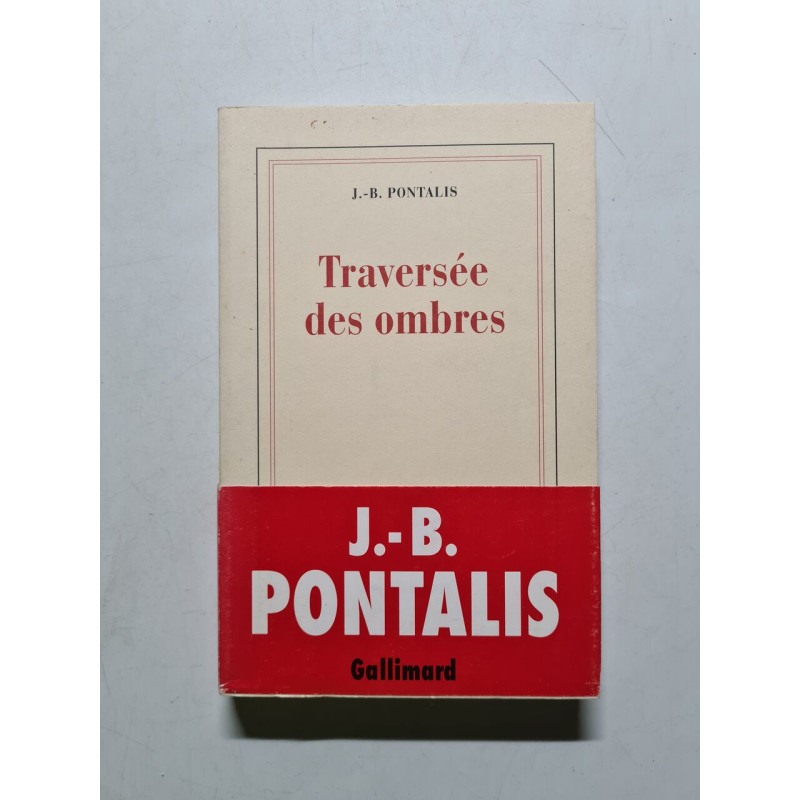 J.-B. PONTALIS
Traversée
des ombres
J.-B.
PONTALIS
Gallimard